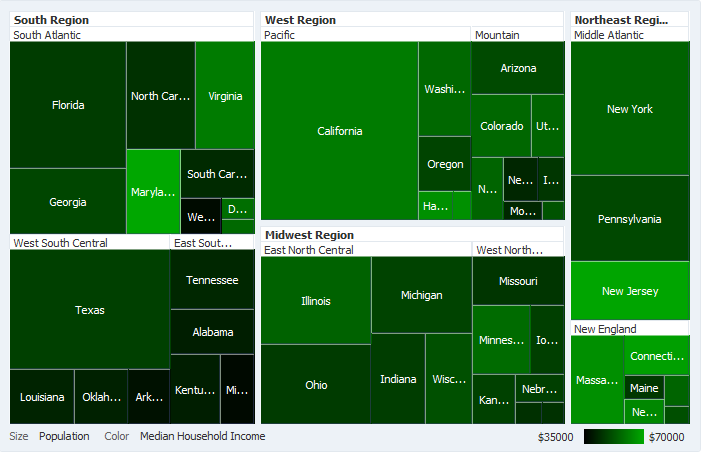 South Region
South Atlantic
Florida
North Car...
Virginia
Georgia
Maryla...
South Car...
We...
D...
West South Central
Texas
Louisiana
Oklah...
Ark...
East Sout...
Tennessee
Alabama
Kentu...
Mi...
West Region
Pacific
California
Washi...
Oregon
Ha...
Mountain
Arizona
Colorado
Ut...
N...
Ne...
I...
Mo...
Midwest Region
East North Central
Illinois
Michigan
Ohio
Indiana
Wisc...
West North...
Missouri
Minnes...
Io...
Kan...
Nebr...
Northeast Regi...
Middle Atlantic
New York
Pennsylvania
New Jersey
New England
Massa...
Connecti...
Maine
Ne...
Size Population Color Median Household Income $35000 $70000